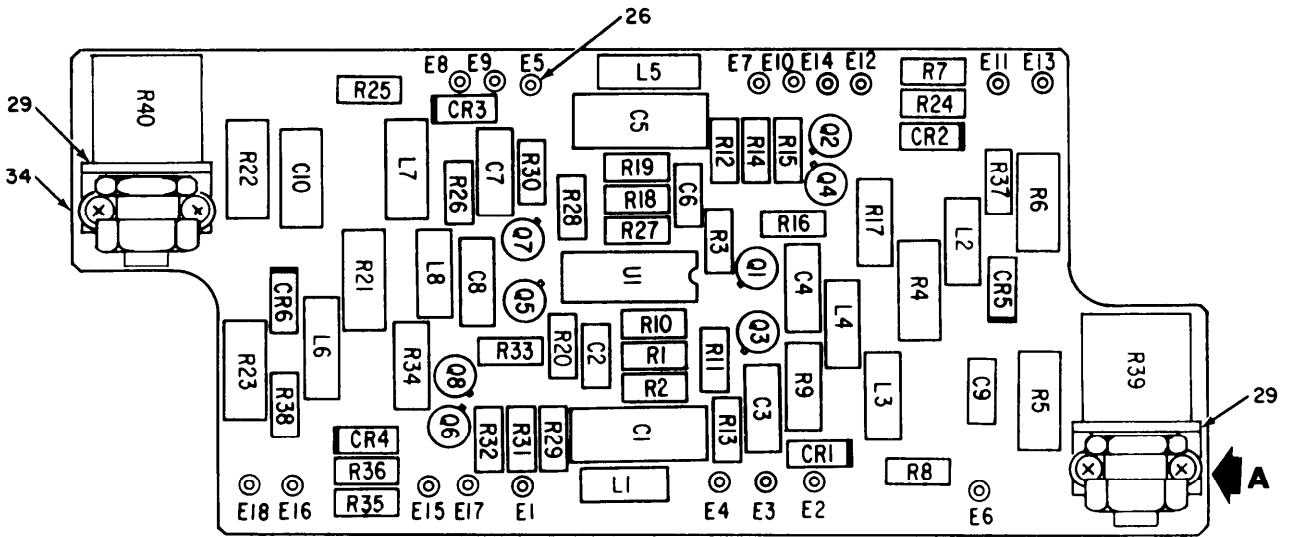 26
E8 E9 E5 E7 E10 E14 E12 E11 E13
L5 R7
R25 R24
CR3 C5 CR2
29 R40
34
R22 C10 L7 R26 C7 R30 R28
R19 C6 R12 R14 R15 Q2 Q4
R18
R27 R3 R16 R17 L2 R37 R6
Q7
CR6 R21 L8 C8 Q5 U1 Q1 C4 L4 R4 CR5
L6 R10 Q3
R23 R38 R34 R33 R20 C2 R1 R11 R9 L3 C9 R5 R39
Q8 R2 C3
Q6 R32 R31 R29 C1 R13 29
CR4 CR1
R36 L1 R8 A
R35
E18 E16 E15 E17 E1 E4 E3 E2 E6